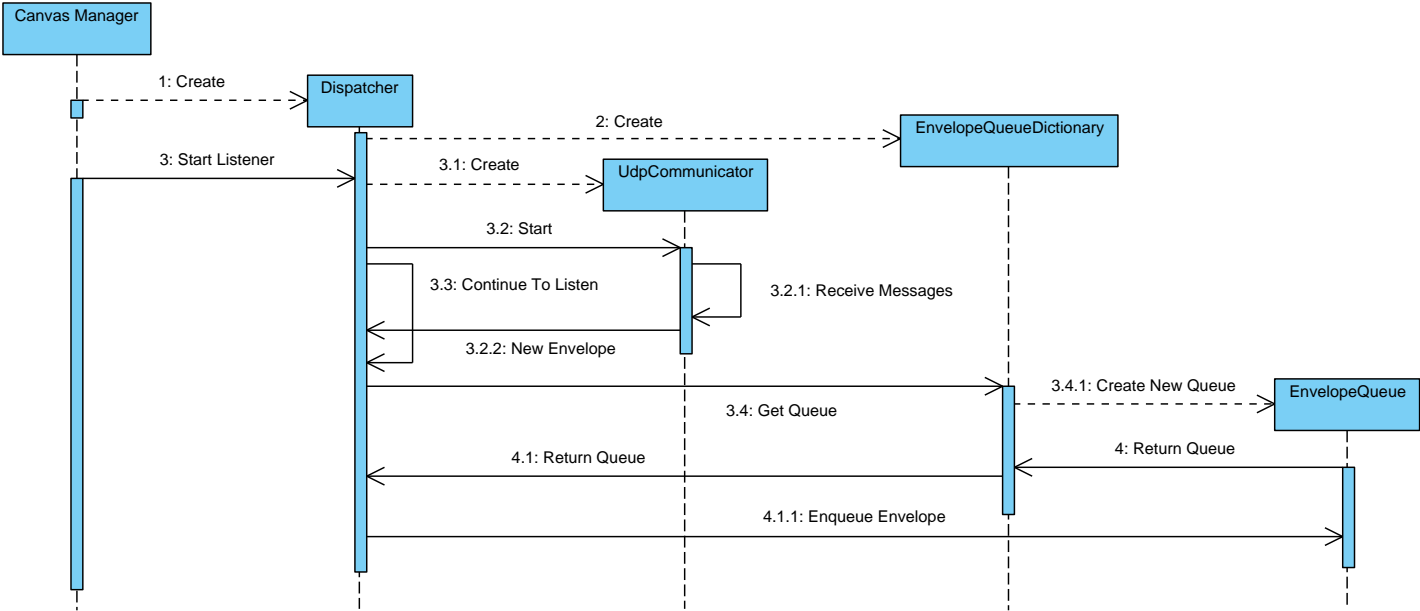 Canvas Manager
1: Create
Dispatcher
2: Create
EnvelopeQueueDictionary
3: Start Listener
3.1: Create
UdpCommunicator
3.2: Start
3.3: Continue To Listen
3.2.1: Receive Messages
3.2.2: New Envelope
3.4.1: Create New Queue
EnvelopeQueue
3.4: Get Queue
4: Return Queue
4.1: Return Queue
4.1.1: Enqueue Envelope